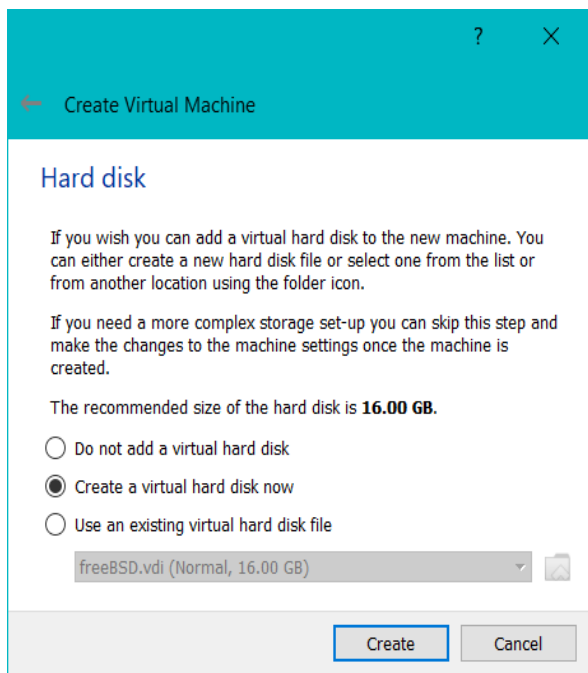 ?
Create Virtual Machine
Hard disk
If you wish you can add a virtual hard disk to the new machine. You
can either create a new hard disk file or select one from the list or
from another location using the folder icon.
If you need a more complex storage set-up you can skip this step and
make the changes to the machine settings once the machine is
created.
The recommended size of the hard disk is 16.00 GB.
Do not add a virtual hard disk
Create a virtual hard disk now
Use an existing virtual hard disk file
freeBSD.vdi (Normal, 16.00 GB)
Create Cancel